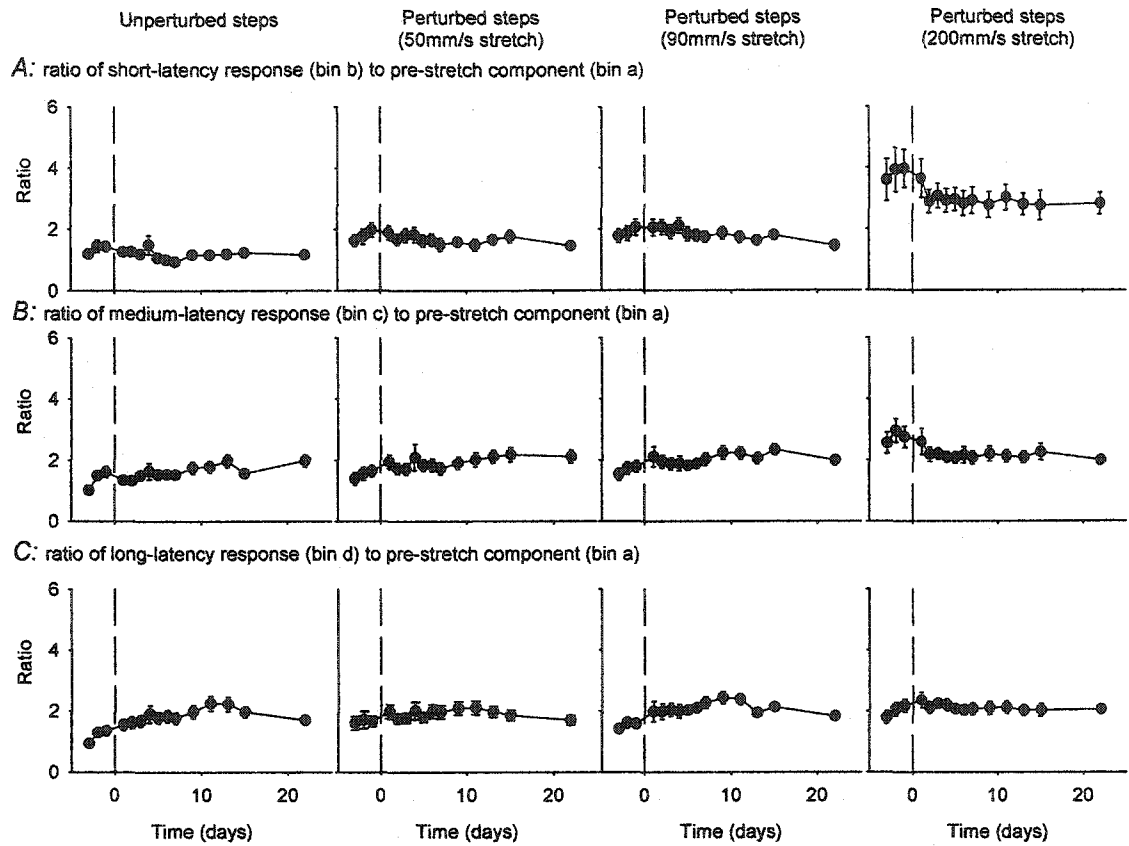 Unperturbed steps
Perturbed steps
(50mm/s stretch)
Perturbed steps
(90mm/s stretch)
Perturbed steps
(200mm/s stretch)
A: ratio of short-latency response (bin b) to pre-stretch component (bin a)
6
4
2
0
Ratio
B: ratio of medium-latency response (bin c) to pre-stretch component (bin a)
6
4
2
0
Ratio
C: ratio of long-latency response (bin d) to pre-stretch component (bin a)
6
4
2
0
Ratio
0 10 20
0 10 20
0 10 20
0 10 20
Time (days)
Time (days)
Time (days)
Time (days)